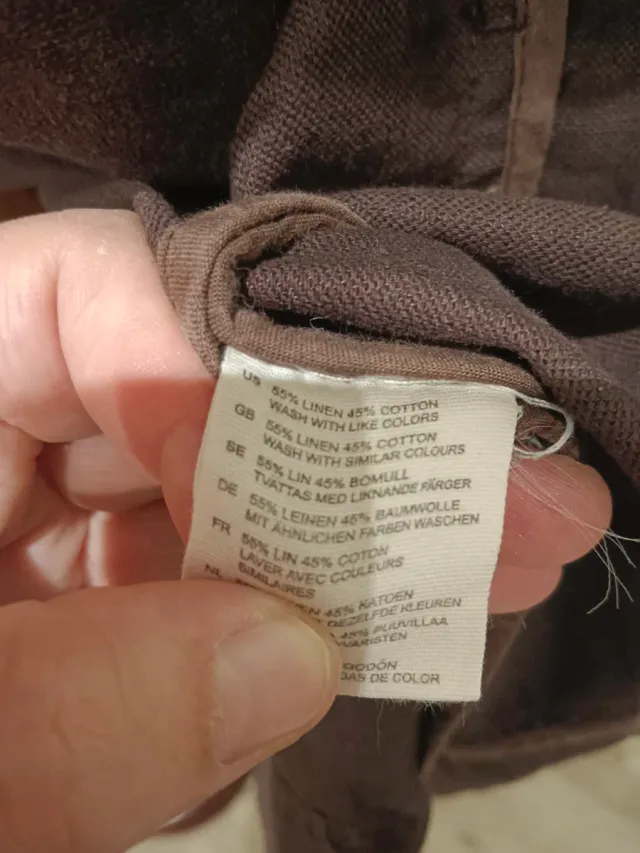 US 55% LINEN 45% COTTON
WASH WITH LIKE COLORS
GB 55% LINEN 45% COTTON
WASH WITH SIMILAR COLOURS
SE 55% LIN 45% BOMULL
TVÄTTAS MED LIKNANDE FÄRGER
DE 55% LEINEN 45% BAUMWOLLE
MIT ÄHNLICHEN FARBEN WASCHEN
FR 55% LIN 45% COTON
LAVER AVEC COULEURS
SIMILAIRES
NL 45% KATOEN
DEZELFDE KLEUREN
45% PUUVILLAA
DE COLOR